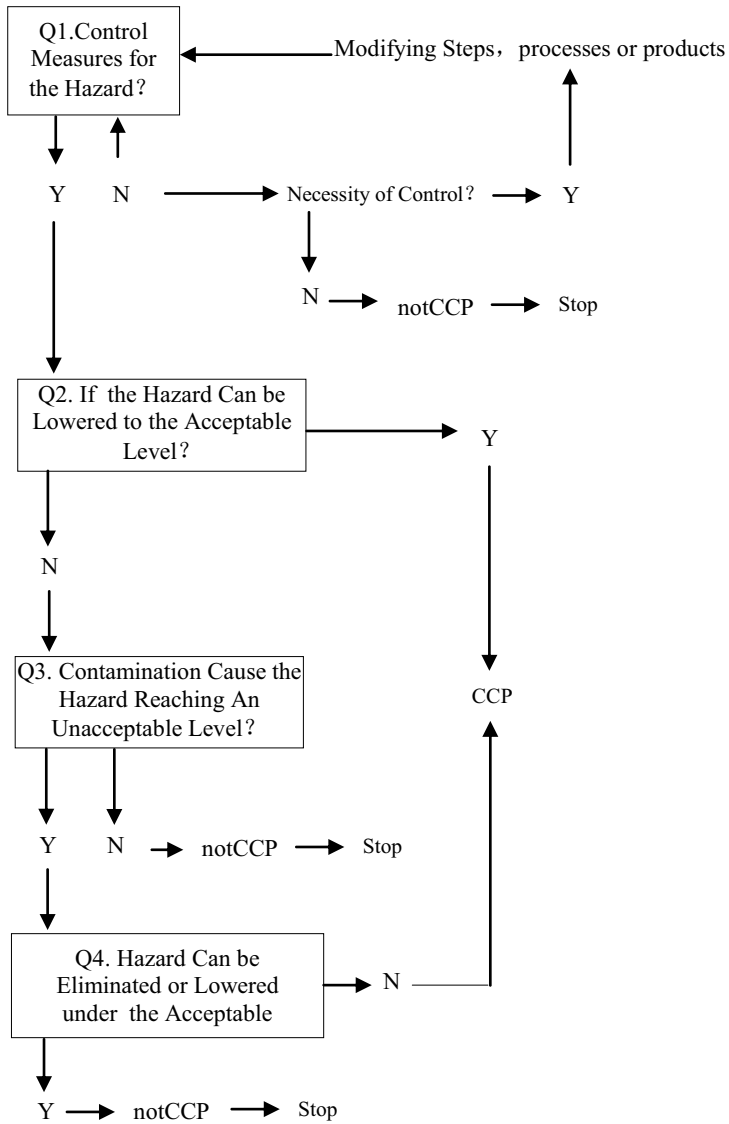 Q1.Control
Measures for
the Hazard？
Modifying Steps，processes or products
Y
N
Necessity of Control？
Y
N
notCCP
Stop
Q2. If the Hazard Can be
Lowered to the Acceptable
Level？
Y
N
Q3. Contamination Cause the
Hazard Reaching An
Unacceptable Level？
CCP
Y
N
notCCP
Stop
Q4. Hazard Can be
Eliminated or Lowered
under the Acceptable
N
Y
notCCP
Stop